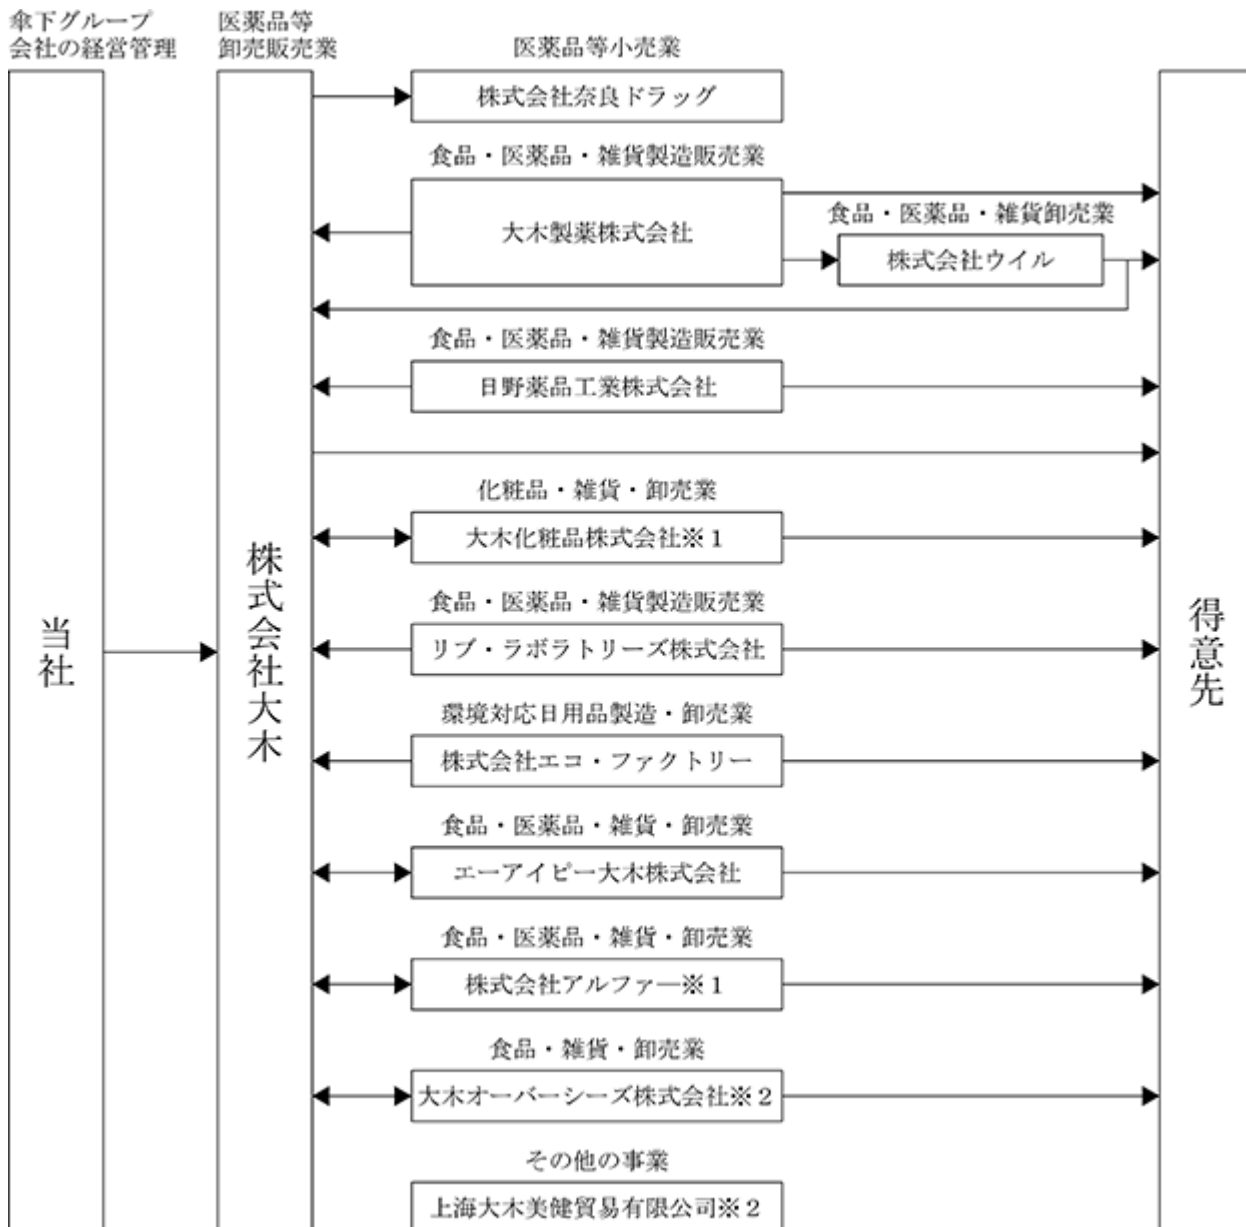 傘下グループ
会社の経営管理
医薬品等
卸売販売業
医薬品等小売業
株式会社奈良ドラッグ
食品・医薬品・雑貨製造販売業
大木製薬株式会社
食品・医薬品・雑貨卸売業
株式会社ウイル
食品・医薬品・雑貨製造販売業
日野薬品工業株式会社
化粧品・雑貨・卸売業
大木化粧品株式会社※1
食品・医薬品・雑貨製造販売業
リブ・ラボラトリーズ株式会社
環境対応日用品製造・卸売業
株式会社エコ・ファクトリー
食品・医薬品・雑貨・卸売業
エーアイピー大木株式会社
食品・医薬品・雑貨・卸売業
株式会社アルファー※1
食品・雑貨・卸売業
大木オーバーシーズ株式会社※2
その他の事業
上海大木美健貿易有限公司※2
当社
株式会社大木
得意先